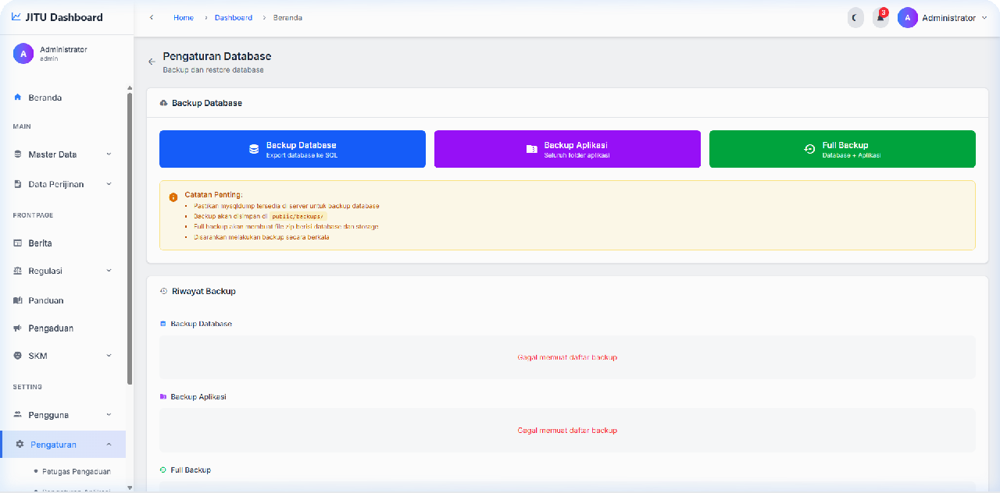 JITU Dashboard
Home
Dashboard
Beranda
3
A
Administrator
A
Administrator
admin
Beranda
MAIN
Master Data
Data Perijinan
FRONTPAGE
Berita
Regulasi
Panduan
Pengaduan
SKM
SETTING
Pengguna
Pengaturan
Petugas Pengaduan
Pengaturan Aplikasi
Pengaturan Database
Backup dan restore database
Backup Database
Backup Database
Export database ke SQL
Backup Aplikasi
Seluruh folder aplikasi
Full Backup
Database + Aplikasi
Catatan Penting:
Pastikan mysqldump tersedia di server untuk backup database
Backup akan disimpan di public/backups/
Full backup akan membuat file zip berisi database dan storage
Disarankan melakukan backup secara berkala
Riwayat Backup
Backup Database
Gagal memuat daftar backup
Backup Aplikasi
Gagal memuat daftar backup
Full Backup